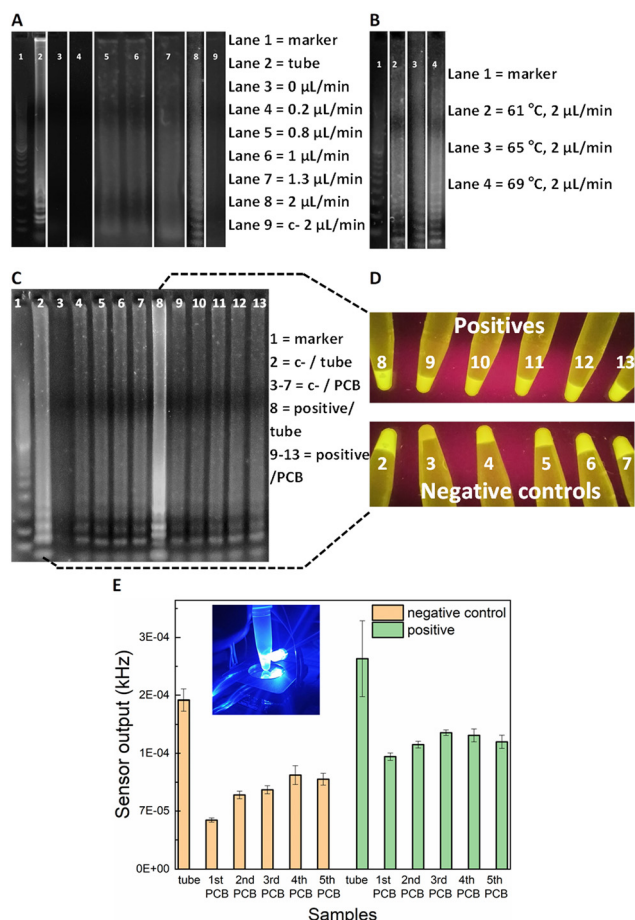 A
1 2 3 4 5 6 7 8 9
Lane 1 = marker
Lane 2 = tube
Lane 3 = 0 µL/min
Lane 4 = 0.2 µL/min
Lane 5 = 0.8 µL/min
Lane 6 = 1 µL/min
Lane 7 = 1.3 µL/min
Lane 8 = 2 µL/min
Lane 9 = c- 2 µL/min
B
1 2 3 4
Lane 1 = marker
Lane 2 = 61 °C, 2 µL/min
Lane 3 = 65 °C, 2 µL/min
Lane 4 = 69 °C, 2 µL/min
C
1 2 3 4 5 6 7 8 9 10 11 12 13
1 = marker
2 = c- / tube
3-7 = c- / PCB
8 = positive/
tube
9-13 = positive
/PCB
D
Positives
8 9 10 11 12 13
2 3 4 5 6 7
Negative controls
E
negative control
positive
Sensor output (kHz)
3E-04
2E-04
1E-04
7E-05
0E+00
tube 1st 2nd 3rd 4th 5th tube 1st 2nd 3rd 4th 5th
PCB PCB PCB PCB PCB PCB PCB PCB PCB PCB
Samples